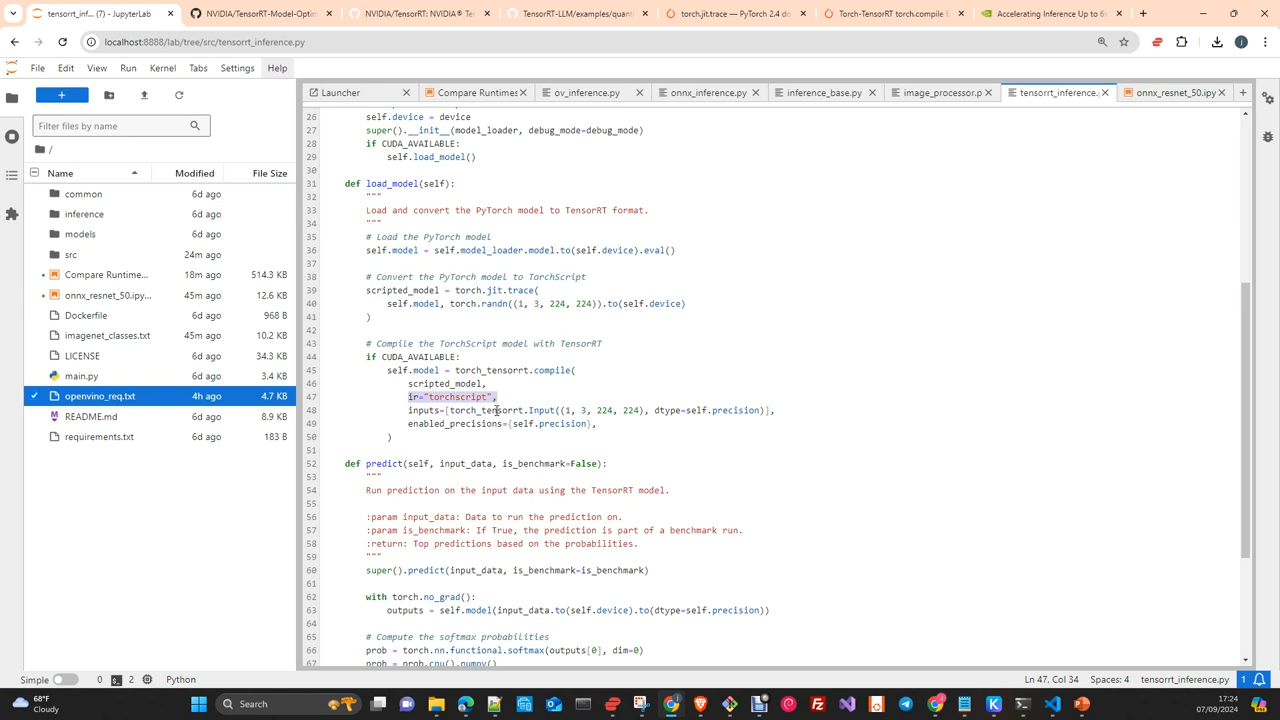 tensorrt_inf... (7) - JupyterLab
NVIDIA/TensorRT-Model-Optim
NVIDIA/TensorRT: NVIDIA® T
TensorRT-LLM/examples/quan
torch.jit.trace — PyTorch 2.4 do
Torch-TensorRT torch.compile B
Accelerating Inference Up to 6x
localhost:8888/lab/tree/src/tensorrt_inference.py
File Edit View Run Kernel Tabs Settings Help
Filter files by name
/
Name Modified File Size
common 6d ago
inference 6d ago
models 6d ago
src 24m ago
Compare Runtime... 18m ago 514.3 KB
onnx_resnet_50.ipy... 45m ago 12.6 KB
Dockerfile 6d ago 968 B
imagenet_classes.txt 45m ago 10.2 KB
LICENSE 6d ago 34.3 KB
main.py 6d ago 3.4 KB
openvino_req.txt 4h ago 4.7 KB
README.md 6d ago 8.9 KB
requirements.txt 6d ago 183 B
Launcher
Compare Runtimes
ov_inference.py
onnx_inference.py
inference_base.py
image_processor.p
tensorrt_inference.
onnx_resnet_50.ipy
26 self.device = device
27 super().__init__(model_loader, debug_mode=debug_mode)
28 if CUDA_AVAILABLE:
29 self.load_model()
30
31 def load_model(self):
32 """
33 Load and convert the PyTorch model to TensorRT format.
34 """
35 # Load the PyTorch model
36 self.model = self.model_loader.model.to(self.device).eval()
37
38 # Convert the PyTorch model to TorchScript
39 scripted_model = torch.jit.trace(
40 self.model, torch.randn((1, 3, 224, 224)).to(self.device)
41 )
42
43 # Compile the TorchScript model with TensorRT
44 if CUDA_AVAILABLE:
45 self.model = torch_tensorrt.compile(
46 scripted_model,
47 ir="torchscript",
48 inputs=[torch_tensorrt.Input((1, 3, 224, 224), dtype=self.precision)],
49 enabled_precisions={self.precision},
50 )
51
52 def predict(self, input_data, is_benchmark=False):
53 """
54 Run prediction on the input data using the TensorRT model.
55
56 :param input_data: Data to run the prediction on.
57 :param is_benchmark: If True, the prediction is part of a benchmark run.
58 :return: Top predictions based on the probabilities.
59 """
60 super().predict(input_data, is_benchmark=is_benchmark)
61
62 with torch.no_grad():
63 outputs = self.model(input_data.to(self.device).to(dtype=self.precision))
64
65 # Compute the softmax probabilities
66 prob = torch.nn.functional.softmax(outputs[0], dim=0)
67 prob = prob.cpu().numpy()
Simple 0 2 Python
Ln 47, Col 34 Spaces: 4 tensorrt_inference.py 1
68°F
Cloudy
Search
17:24
07/09/2024